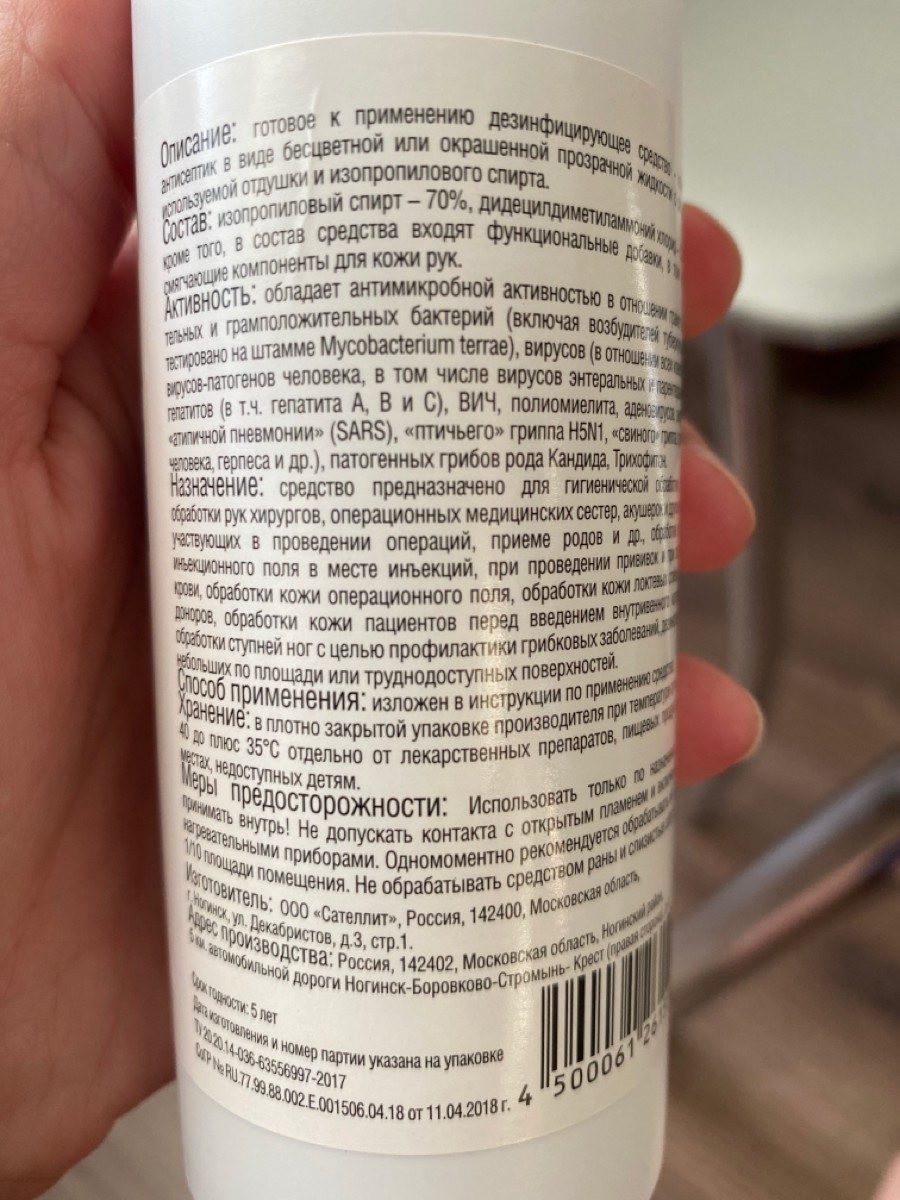 Описание: готовое к применению дезинфицирующее средство -
антисептик в виде бесцветной или окрашенной прозрачной жидкости с
используемой отдушки и изопропилового спирта.
Состав: изопропиловый спирт – 70%, дидецилдиметиламмоний хлорид
кроме того, в состав средства входят функциональные добавки, в
смягчающие компоненты для кожи рук.
Активность: обладает антимикробной активностью в отношении
тельных и грамположительных бактерий (включая возбудителей
тестировано на штамме Mycobacterium terrae), вирусов (в отношении всех
вирусов-патогенов человека, в том числе вирусов энтеральных и
гепатитов (в т.ч. гепатита А, В и С), ВИЧ, полиомиелита,
«атипичной пневмонии» (SARS), «птичьего» гриппа H5N1, «свиного»
человека, герпеса и др.), патогенных грибов рода Кандида, Трихофитон.
Назначение: средство предназначено для гигиенической
обработки рук хирургов, операционных медицинских сестер, акушерок и
участвующих в проведении операций, приеме родов и др.,
инъекционного поля в месте инъекций, при проведении прививок и
крови, обработки кожи операционного поля, обработки кожи локтевых
доноров, обработки кожи пациентов перед введением внутривенного
обработки ступней ног с целью профилактики грибковых заболеваний,
небольших по площади или труднодоступных поверхностей.
Способ применения: изложен в инструкции по применению
Хранение: в плотно закрытой упаковке производителя при температуре
40 до плюс 35°С отдельно от лекарственных препаратов, пищевых
местах, недоступных детям.
Меры предосторожности: Использовать только по
принимать внутрь! Не допускать контакта с открытым пламенем и
нагревательными приборами. Одномоментно рекомендуется обрабатывать
1/10 площади помещения. Не обрабатывать средством раны и
Изготовитель: ООО «Сателлит», Россия, 142400, Московская область,
г. Ногинск, ул. Декабристов, д.3, стр.1.
Адрес производства: Россия, 142402, Московская область, Ногинский район,
6 км. автомобильной дороги Ногинск-Боровково-Стромынь- Крест (правая сторона)
Срок годности: 5 лет
Дата изготовления и номер партии указана на упаковке
ТУ 20.20.14-036-63556997-2017
СоГР № RU.77.99.88.002.Е.001506.04.18 от 11.04.2018 г.
4 500061